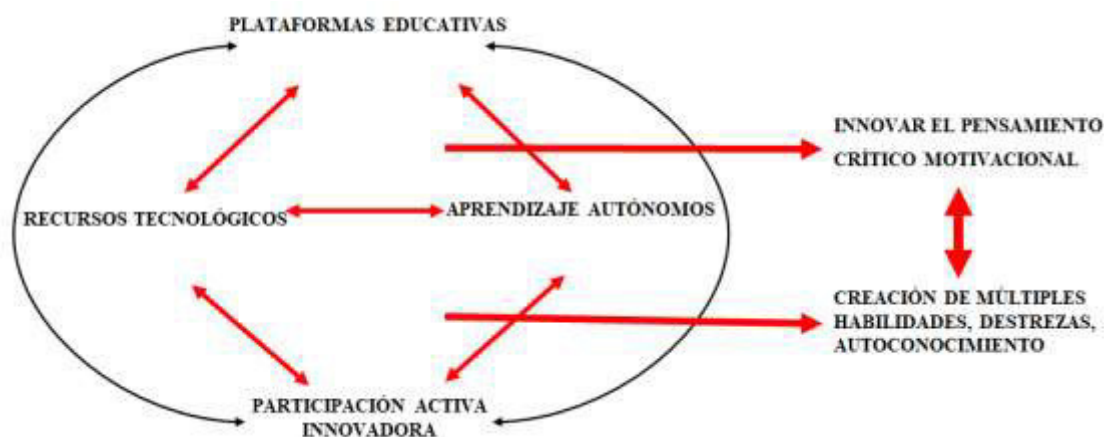 PLATAFORMAS EDUCATIVAS
INNOVAR EL PENSAMIENTO
CRÍTICO MOTIVACIONAL
RECURSOS TECNOLÓGICOS
APRENDIZAJE AUTÓNOMOS
CREACIÓN DE MÚLTIPLES
HABILIDADES, DESTREZAS,
AUTOCONOCIMIENTO
PARTICIPACIÓN ACTIVA
INNOVADORA